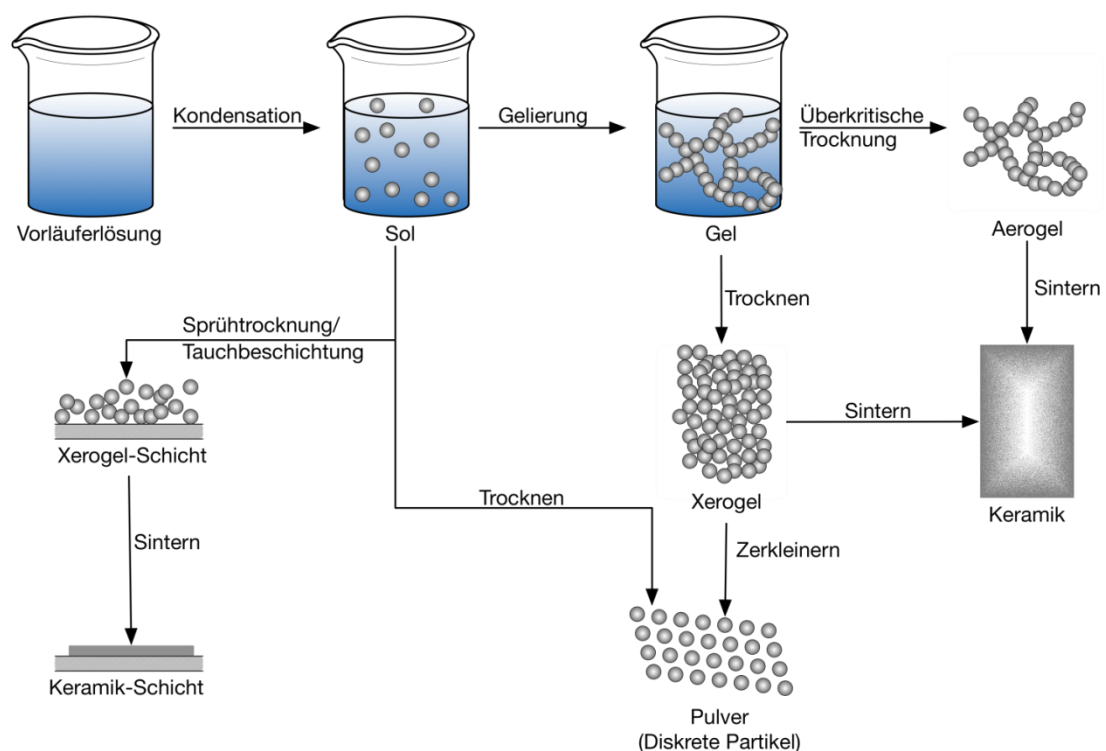 Kondensation
Gelierung
Überkritische
Trocknung
Vorläuferlösung
Sol
Gel
Aerogel
Trocknen
Sintern
Sprühtrocknung/
Tauchbeschichtung
Sintern
Xerogel-Schicht
Trocknen
Xerogel
Keramik
Sintern
Zerkleinern
Keramik-Schicht
Pulver
(Diskrete Partikel)